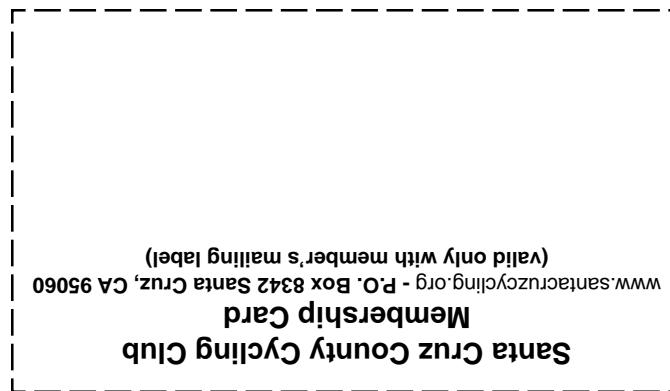 Santa Cruz County Cycling Club
Membership Card
www.santacruzcycling.org - P.O. Box 8342 Santa Cruz, CA 95060
(valid only with member's mailing label)